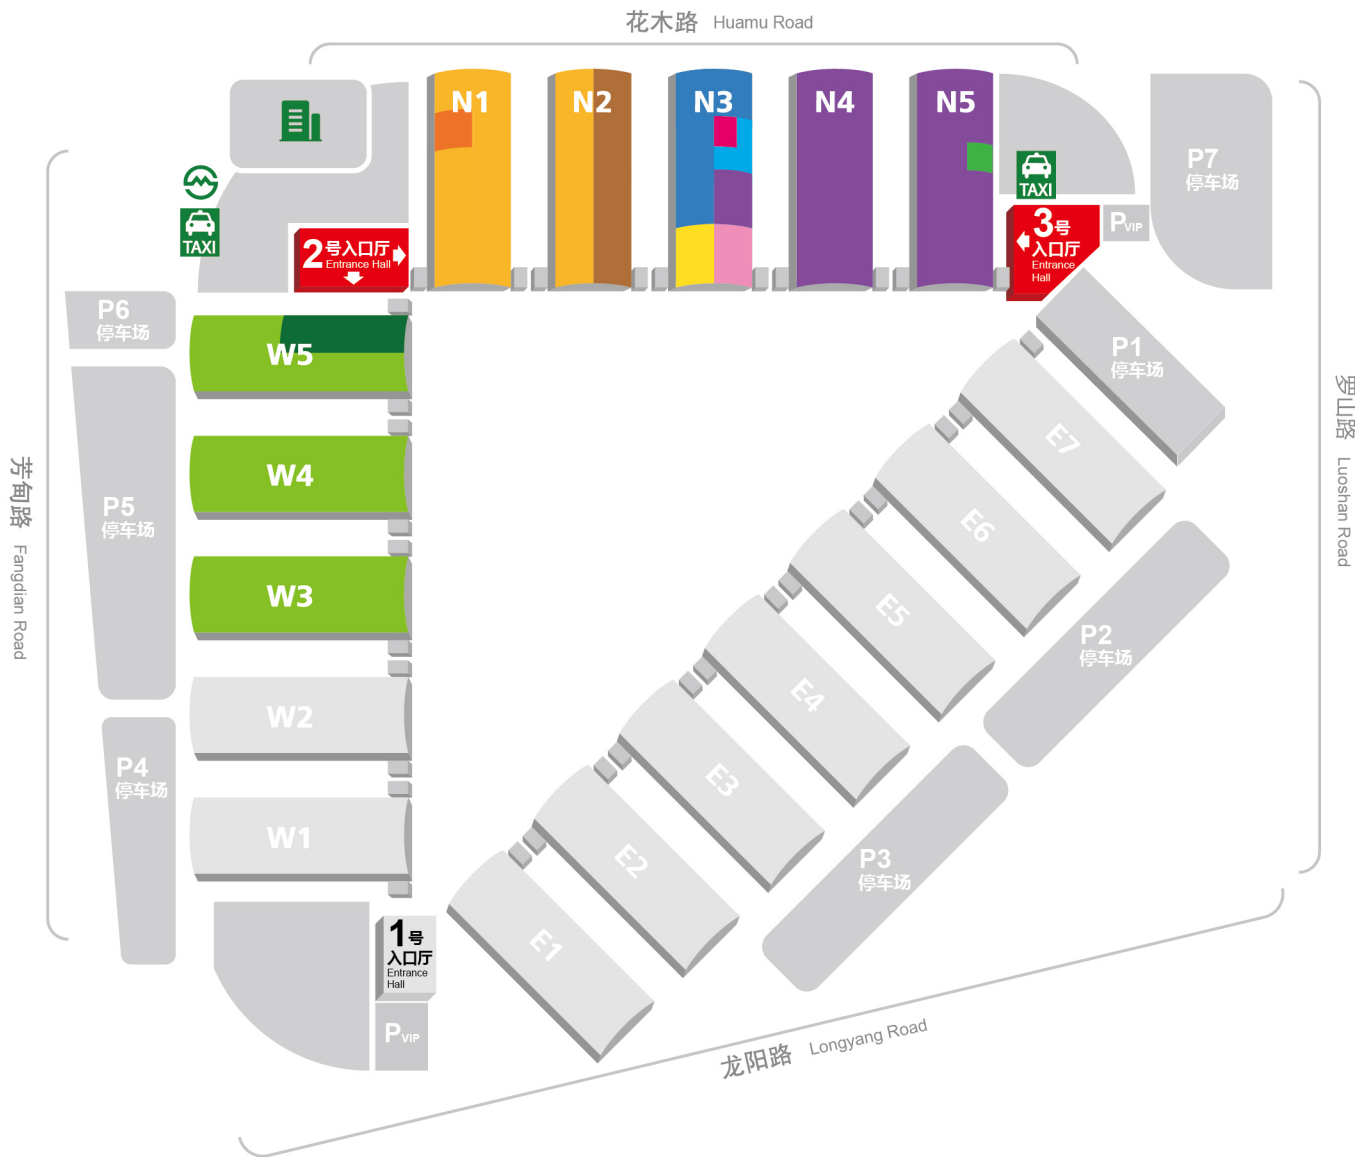 花木路 Huamu Road
N1
N2
N3
N4
N5
TAXI
P7
停车场
TAXI
2号入口厅
Entrance Hall
3号
入口厅
Entrance
Hall
PVIP
P6
停车场
W5
P1
停车场
E7
罗山路 Luoshan Road
W4
E6
P5
停车场
芳甸路 Fangdian Road
W3
E5
P2
停车场
W2
E4
P4
停车场
E3
W1
E2
P3
停车场
1号
入口厅
Entrance
Hall
E1
PVIP
龙阳路 Longyang Road